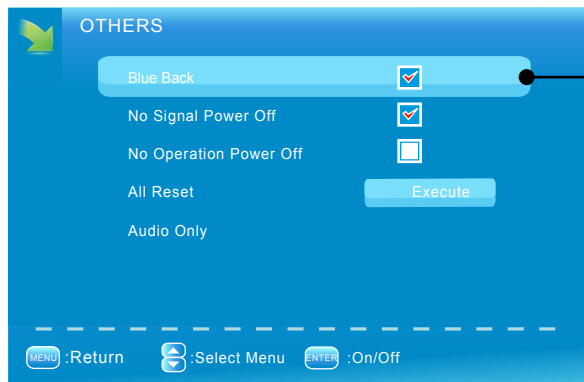 OTHERS
Blue Back
No Signal Power Off
No Operation Power Off
All Reset Execute
Audio Only
MENU :Return :Select Menu ENTER :On/Off